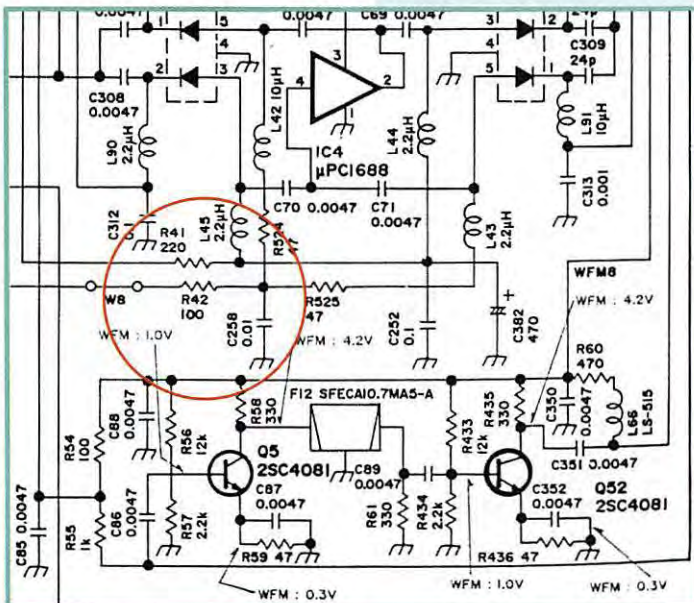 0.0047
C69 0.0047
24p
1
5
4
2
3
C308
0.0047
L90
2.2μH
L42 10μH
3
4
2
1
IC4
μPC1688
L44
2.2μH
3
2
4
5
1
C309
24p
L91
10μH
C313
0.001
C312
R41
220
L45
2.2μH
C70 0.0047
C71
0.0047
R524
47
L43
2.2μH
W8
R42
100
R525
47
C258
0.01
C252
0.1
C382
470
+
WFM8
WFM : 4.2V
WFM : 1.0V
WFM : 4.2V
R60
470
F12 SFECA10.7MA5-A
R54
100
C88
0.0047
R56
12k
R58
330
Q5
2SC4081
C89
0.0047
R433
12k
R435
330
C350
0.0047
L66
LS-515
C351 0.0047
C85 0.0047
R55
1k
C86
0.0047
R57
2.2k
C87
0.0047
R59 47
R61
330
R434
2.2k
C352
0.0047
Q52
2SC4081
R436 47
WFM : 0.3V
WFM : 1.0V
WFM : 0.3V